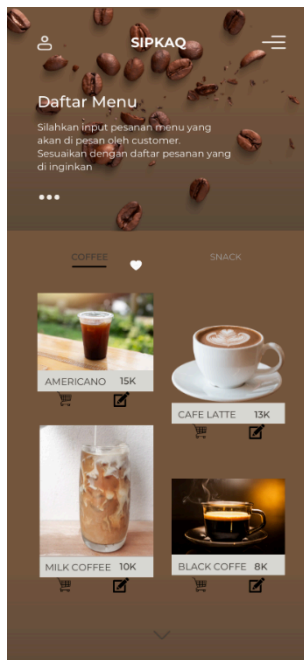 SIPKAQ
Daftar Menu
Silahkan input pesanan menu yang
akan di pesan oleh customer.
Sesuaikan dengan daftar pesanan yang
di inginkan
COFFEE
SNACK
AMERICANO 15K
CAFE LATTE 13K
MILK COFFEE 10K
BLACK COFFE 8K